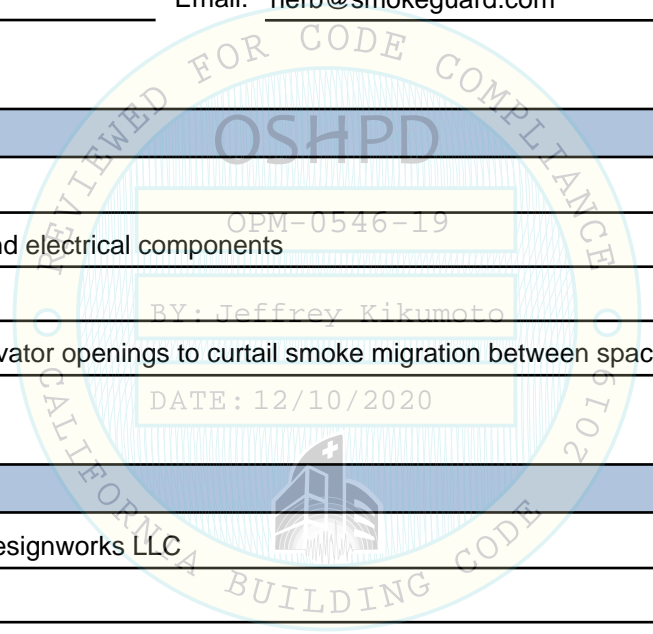 Email: herb@smokeguard.com
REVIEWED FOR CODE COMPLIANCE
OSHPD
OPM-0546-19
nd electrical components
BY: Jeffrey Kikumoto
vator openings to curtail smoke migration between spac
DATE: 12/10/2020
esignworks LLC
CALIFORNIA BUILDING CODE 2019